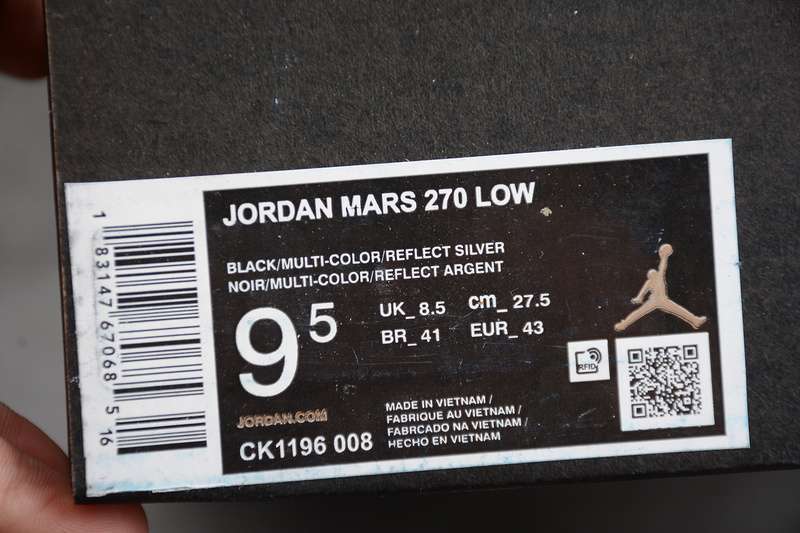 JORDAN MARS 270 LOW
BLACK/MULTI-COLOR/REFLECT SILVER
NOIR/MULTI-COLOR/REFLECT ARGENT
9 5
UK_ 8.5 cm_ 27.5
BR_ 41 EUR_ 43
RFID
JORDAN.COM
CK1196 008
MADE IN VIETNAM /
FABRIQUE AU VIETNAM /
FABRCADO NA VIETNAM /
HECHO EN VIETNAM
1 83147 67068 5 16